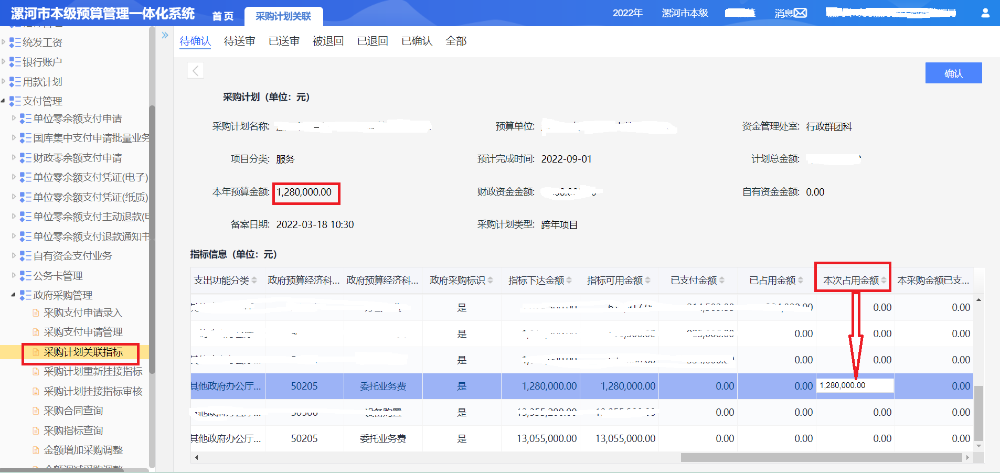 漯河市本级预算管理一体化系统
首页
采购计划关联
2022年
漯河市本级
消息
统发工资
银行账户
用款计划
支付管理
单位零余额支付申请
国库集中支付申请批量业务
财政零余额支付申请
单位零余额支付凭证(电子)
单位零余额支付凭证(纸质)
单位零余额支付主动退款(
单位零余额支付退款通知书
自有资金支付业务
公务卡管理
政府采购管理
采购支付申请录入
采购支付申请管理
采购计划关联指标
采购计划重新挂接指标
采购计划挂接指标审核
采购合同查询
采购指标查询
金额增加采购调整
待确认 待送审 已送审 被退回 已退回 已确认 全部
确认
采购计划（单位：元）
采购计划名称: 预算单位: 资金管理处室: 行政群团科
项目分类: 服务 预计完成时间: 2022-09-01 计划总金额:
本年预算金额: 1,280,000.00 财政资金金额: 自有资金金额: 0.00
备案日期: 2022-03-18 10:30 采购计划类型: 跨年项目
指标信息（单位：元）
支出功能分类 政府预算经济科... 政府预算经济科... 政府采购标识 指标下达金额 指标可用金额 已支付金额 已占用金额 本次占用金额 本采购金额已支...
是 0.00 0.00
是 0.00 0.00 0.00
是 0.00 0.00 0.00
其他政府办公厅... 50205 委托业务费 是 1,280,000.00 1,280,000.00 0.00 0.00 1,280,000.00 0.00
是 0.00 0.00 0.00 0.00
其他政府办公厅... 50205 委托业务费 是 13,055,000.00 13,055,000.00 0.00 0.00 0.00 0.00